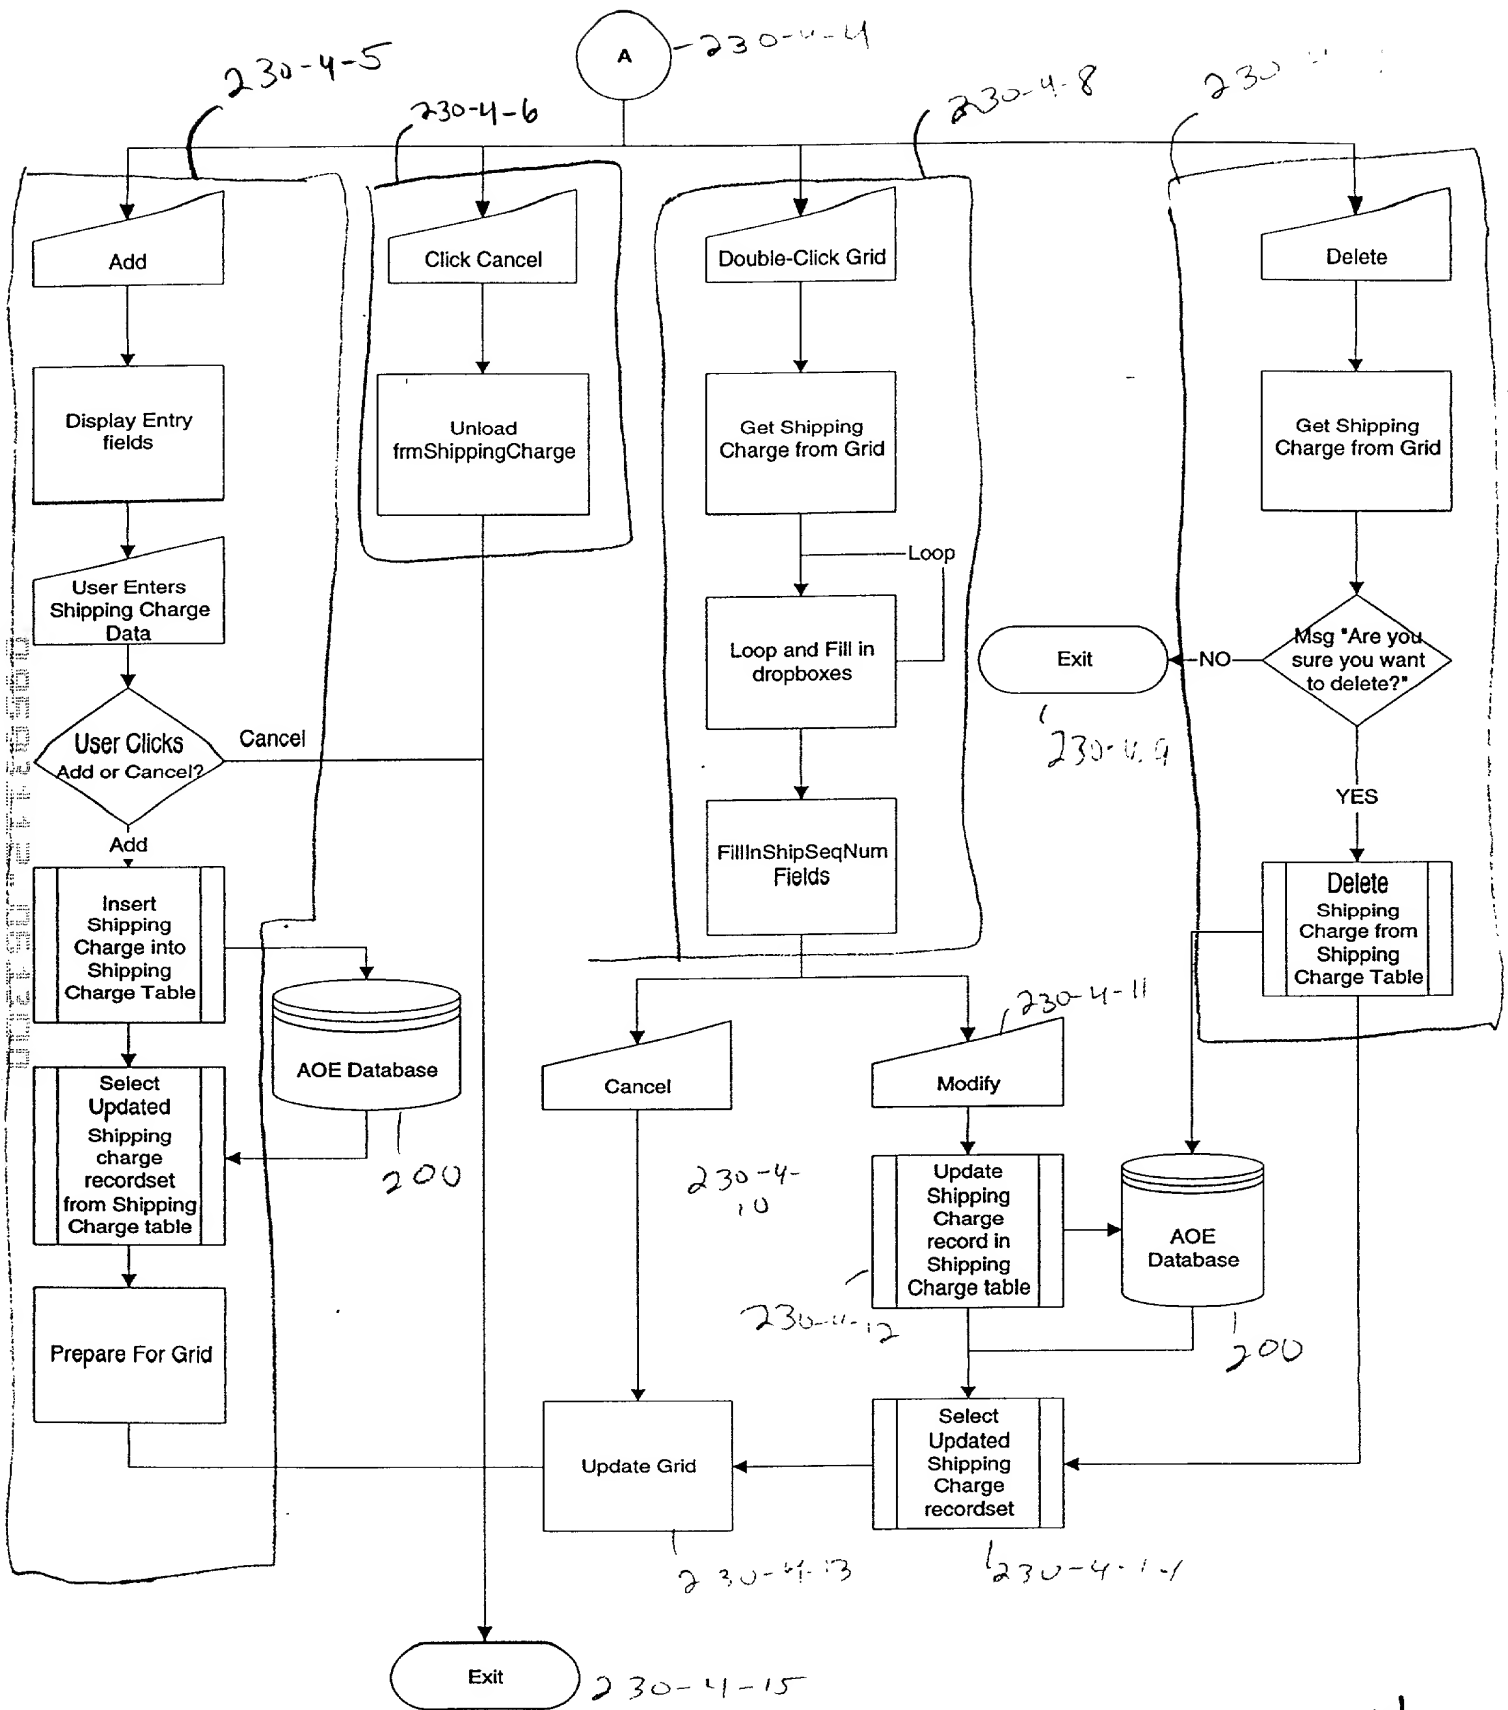 A
230-4-4
230-4-5
230-4-6
230-4-8
230
Add
Click Cancel
Double-Click Grid
Delete
Display Entry
fields
Unload
frmShippingCharge
Get Shipping
Charge from Grid
Get Shipping
Charge from Grid
User Enters
Shipping Charge
Data
Loop
Loop and Fill in
dropboxes
Exit
NO
Msg "Are you
sure you want
to delete?"
230-4-9
User Clicks
Add or Cancel?
Cancel
YES
Add
FillInShipSeqNum
Fields
Insert
Shipping
Charge into
Shipping
Charge Table
Delete
Shipping
Charge from
Shipping
Charge Table
AOE Database
200
230-4-11
Cancel
Modify
Select
Updated
Shipping
charge
recordset
from Shipping
Charge table
230-4-
10
Update
Shipping
Charge
record in
Shipping
Charge table
AOE
Database
230-4-12
200
Prepare For Grid
Update Grid
Select
Updated
Shipping
Charge
recordset
230-4-13
230-4-14
Exit
230-4-15